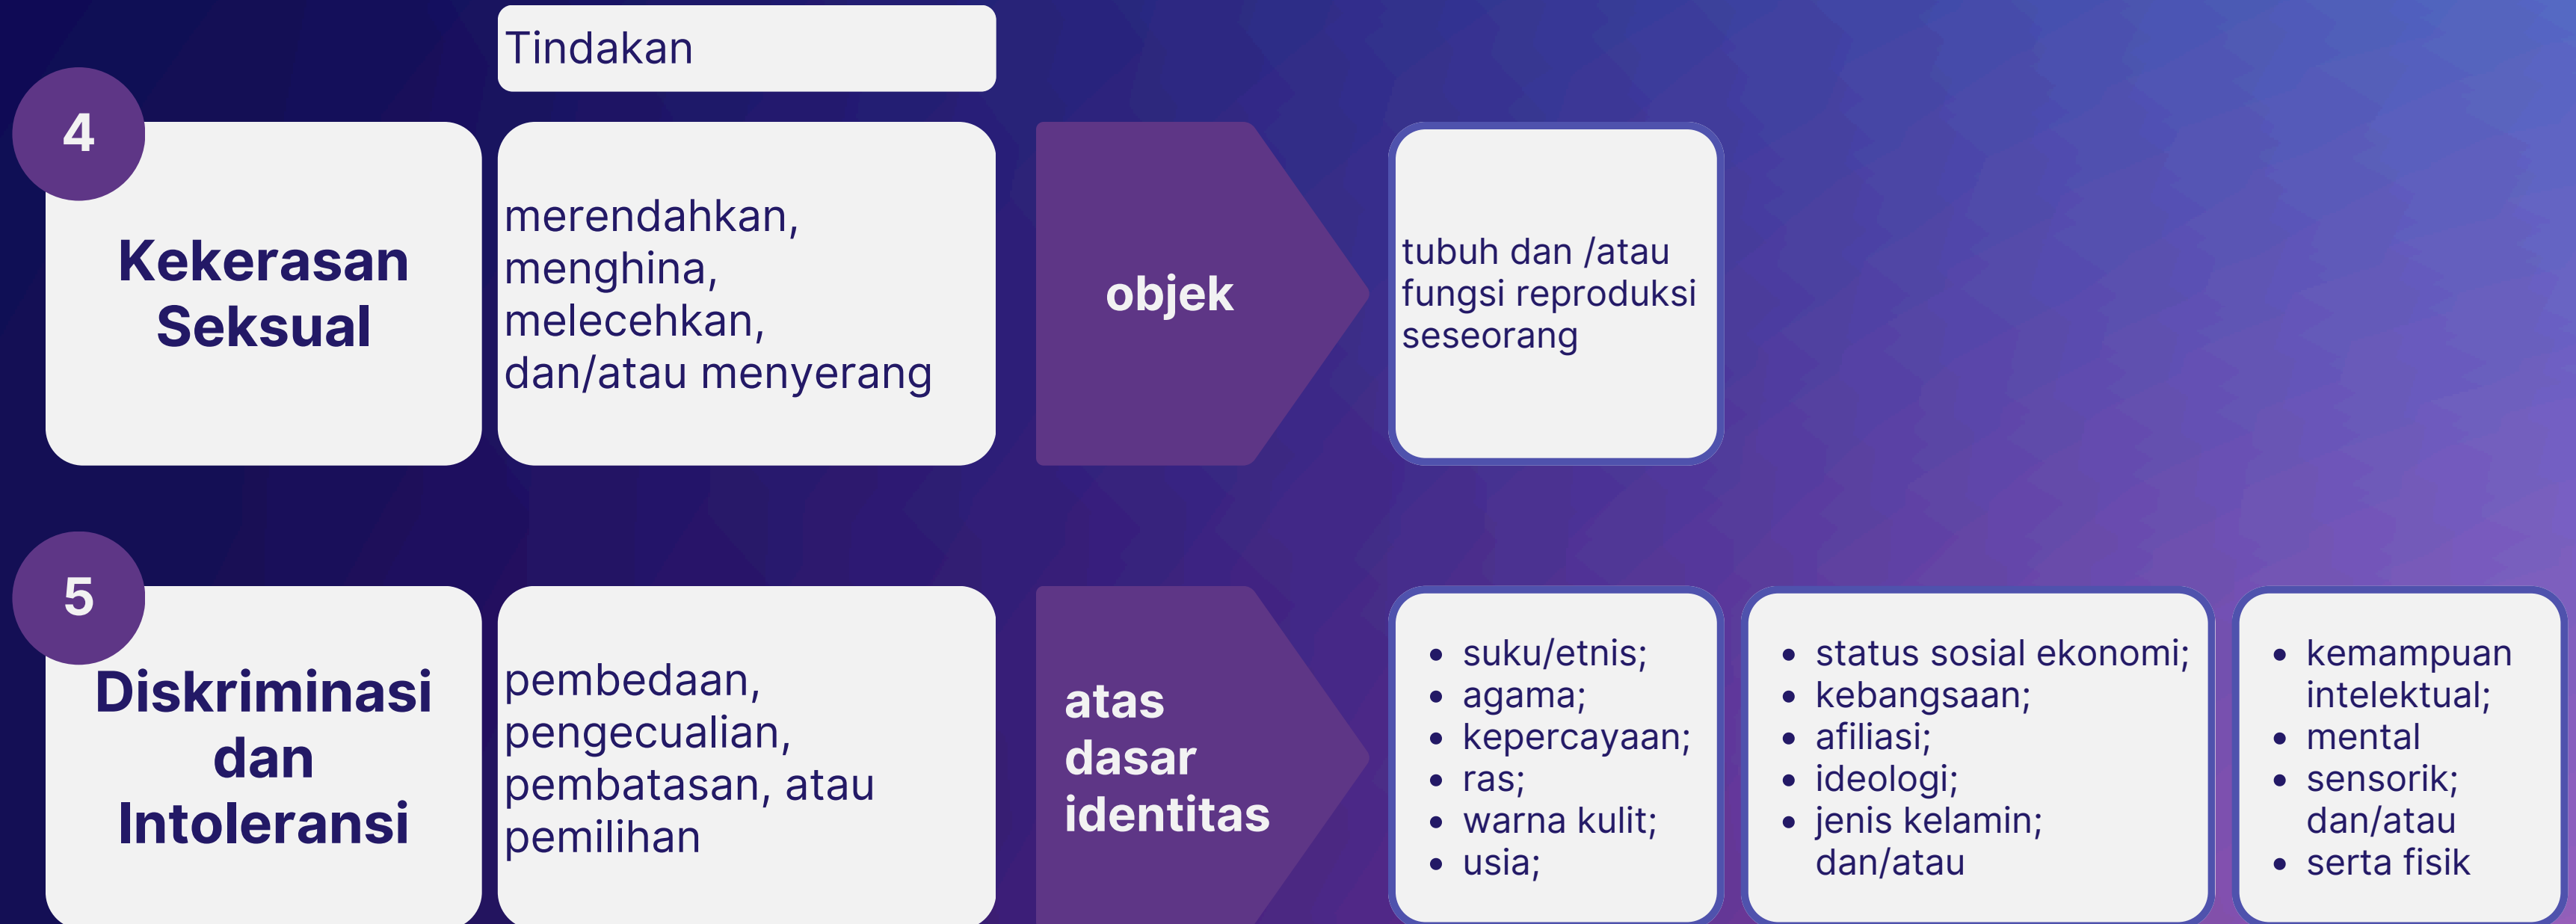 Tindakan
4
Kekerasan
Seksual
merendahkan,
menghina,
melecehkan,
dan/atau menyerang
objek
tubuh dan /atau
fungsi reproduksi
seseorang
5
Diskriminasi
dan
Intoleransi
pembedaan,
pengecualian,
pembatasan, atau
pemilihan
atas
dasar
identitas
• suku/etnis;
• agama;
• kepercayaan;
• ras;
• warna kulit;
• usia;
• status sosial ekonomi;
• kebangsaan;
• afiliasi;
• ideologi;
• jenis kelamin;
dan/atau
• kemampuan
intelektual;
• mental
• sensorik;
dan/atau
• serta fisik